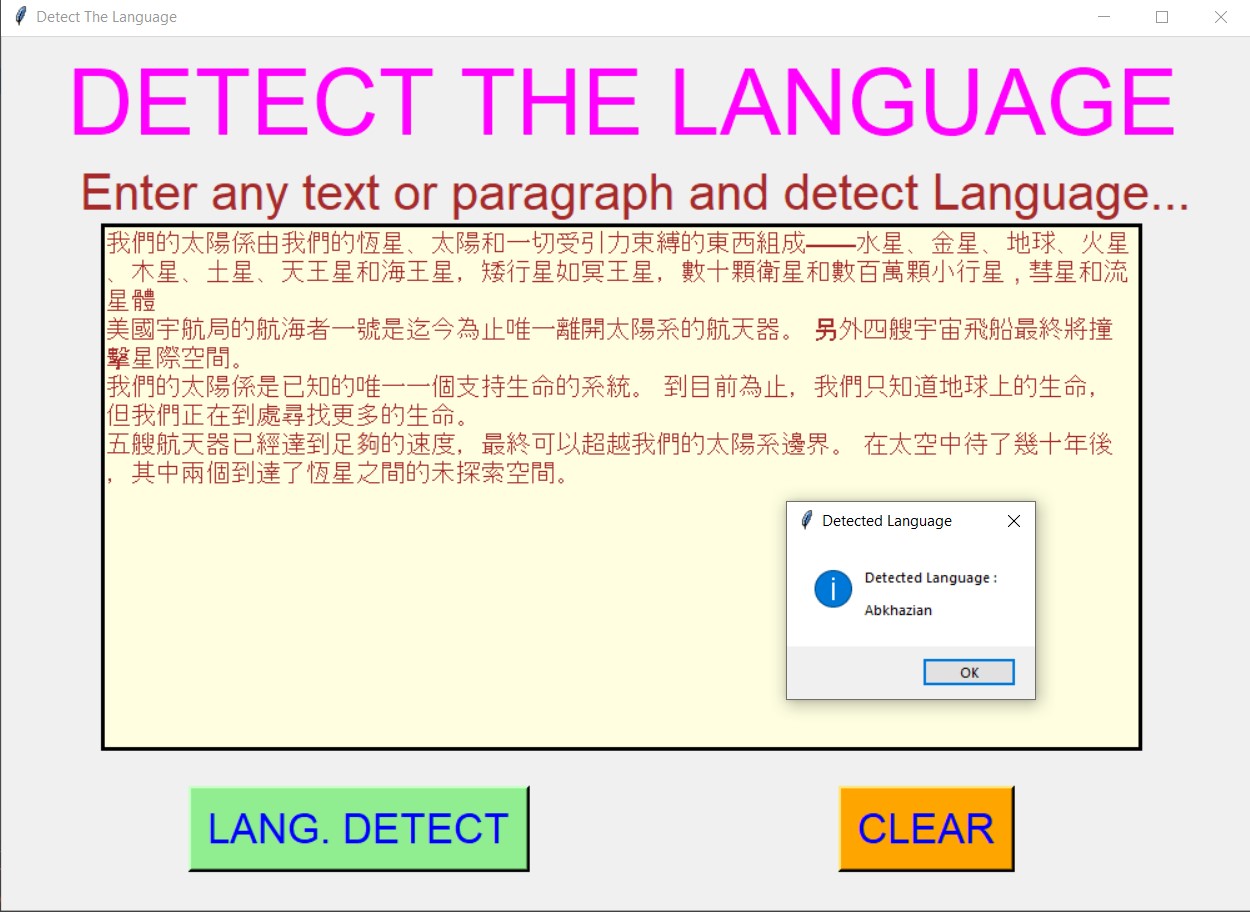 Detect The Language
DETECT THE LANGUAGE
Enter any text or paragraph and detect Language...
我們的太陽係由我們的恆星、太陽和一切受引力束縛的東西組成——水星、金星、地球、火星
、木星、土星、天王星和海王星，矮行星如冥王星，數十顆衛星和數百萬顆小行星，彗星和流
星體
美國宇航局的航海者一號是迄今為止唯一離開太陽系的航天器。 另外四艘宇宙飛船最終將撞
擊星際空間。
我們的太陽係是已知的唯一一個支持生命的系統。 到目前為止，我們只知道地球上的生命，
但我們正在到處尋找更多的生命。
五艘航天器已經達到足夠的速度，最終可以超越我們的太陽系邊界。 在太空中待了幾十年後
，其中兩個到達了恆星之間的未探索空間。
Detected Language
Detected Language :
Abkhazian
OK
LANG. DETECT
CLEAR